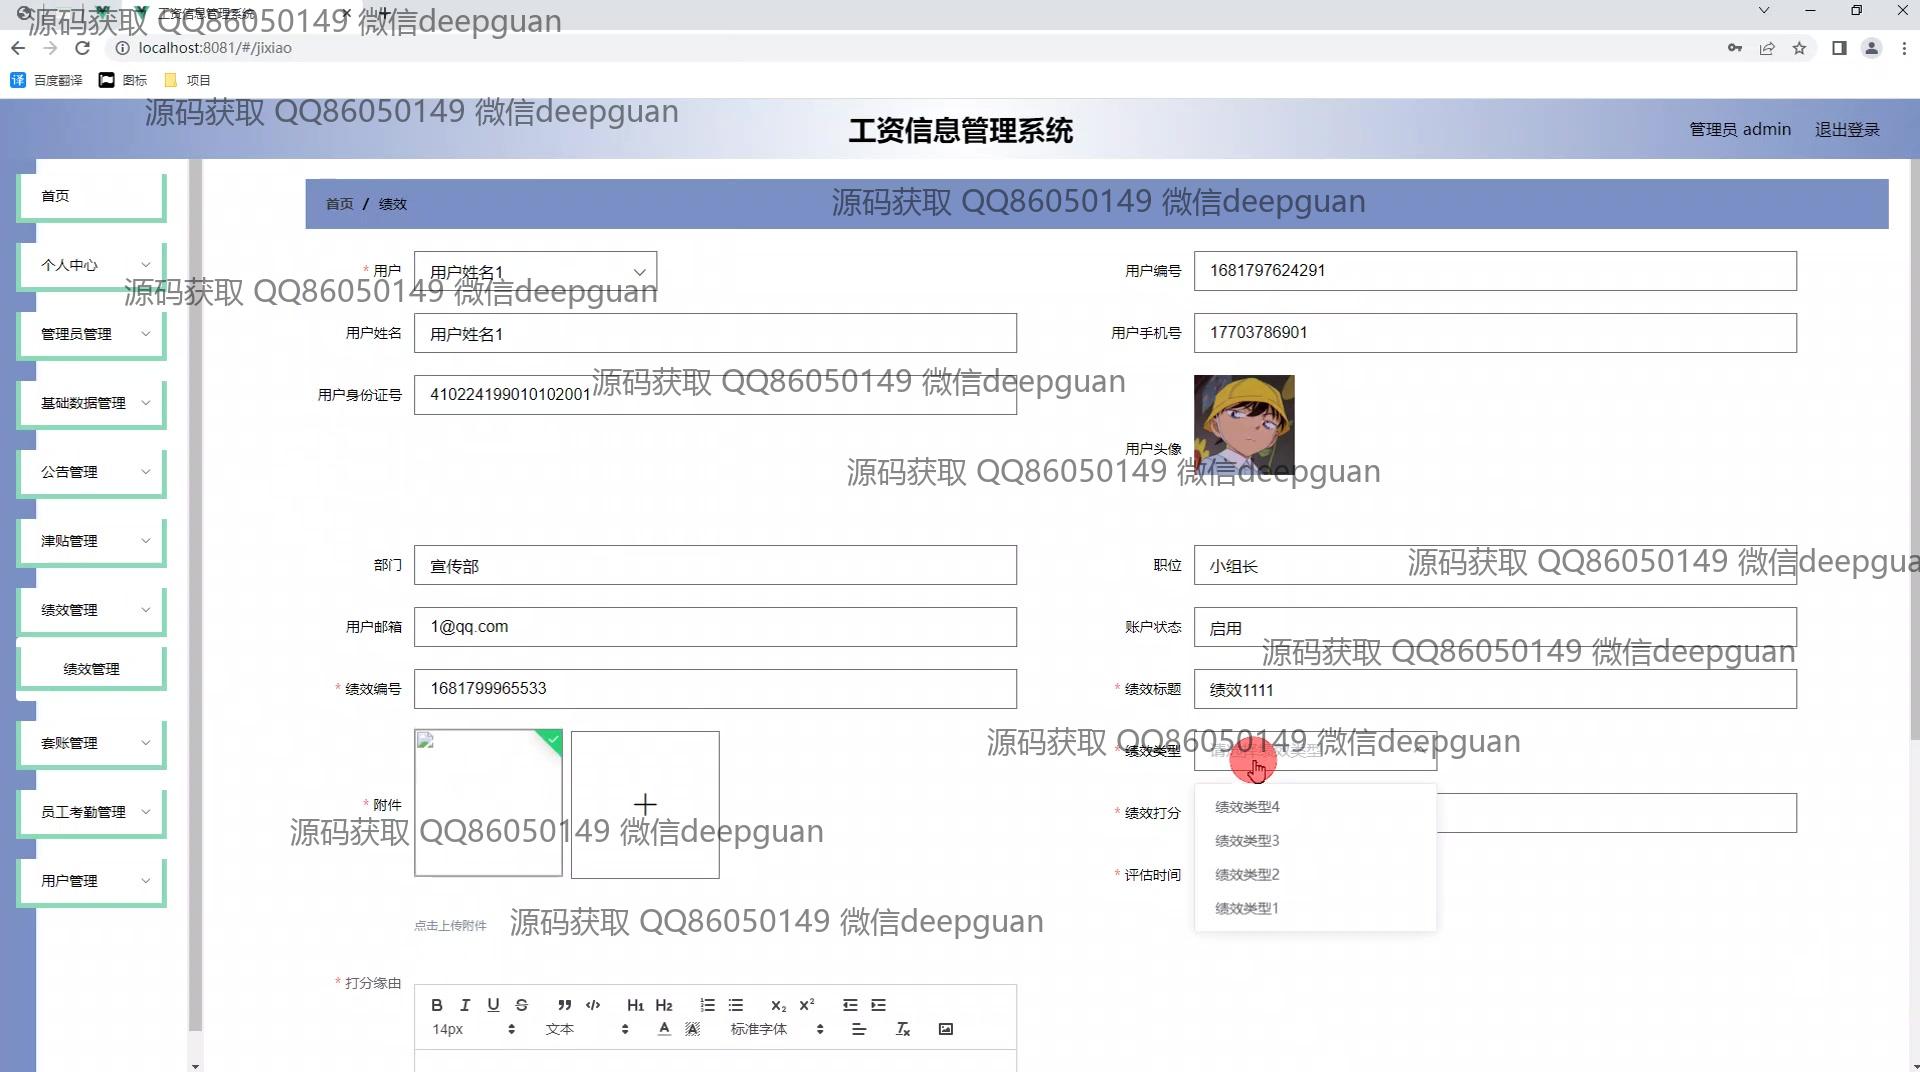 工资信息管理系统
源码获取 QQ86050149 微信deepguan
localhost:8081/#/jixiao
百度翻译 图标 项目
源码获取 QQ86050149 微信deepguan
工资信息管理系统
管理员 admin 退出登录
首页
首页 / 绩效
源码获取 QQ86050149 微信deepguan
个人中心
* 用户 用户姓名1
用户编号 1681797624291
源码获取 QQ86050149 微信deepguan
管理员管理
用户姓名 用户姓名1
用户手机号 17703786901
基础数据管理
用户身份证号 410224199010102001
源码获取 QQ86050149 微信deepguan
用户头像
公告管理
源码获取 QQ86050149 微信deepguan
津贴管理
部门 宣传部
职位 小组长
源码获取 QQ86050149 微信deepgua
绩效管理
用户邮箱 1@qq.com
账户状态 启用
源码获取 QQ86050149 微信deepguan
绩效管理
* 绩效编号 1681799965533
* 绩效标题 绩效1111
套账管理
* 绩效类型
源码获取 QQ86050149 微信deepguan
员工考勤管理
* 附件
* 绩效打分
绩效类型4
绩效类型3
绩效类型2
绩效类型1
源码获取 QQ86050149 微信deepguan
用户管理
* 评估时间
点击上传附件
源码获取 QQ86050149 微信deepguan
* 打分缘由
B I U S H1 H2 X2 X2
14px 文本 A A 标准字体